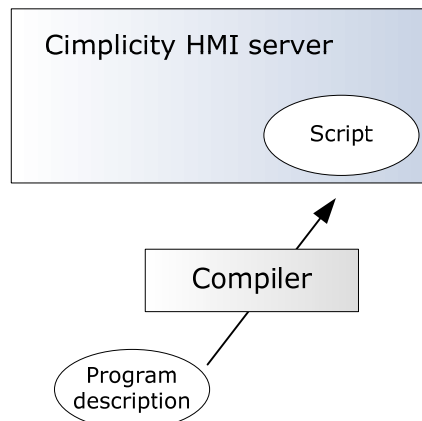 Cimplicity HMI server
Script
Compiler
Program
description